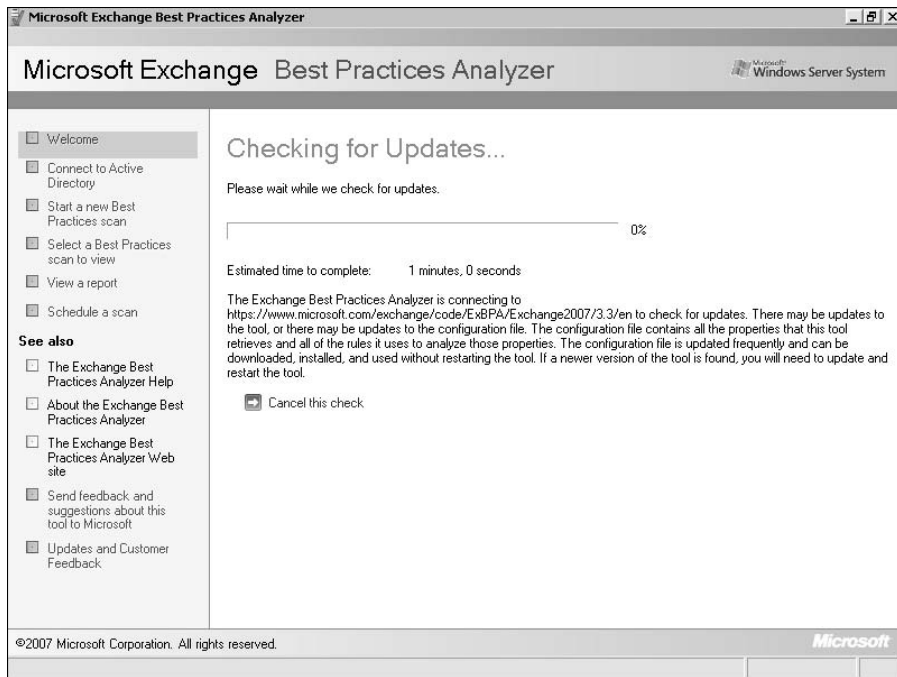 Microsoft Exchange Best Practices Analyzer
Microsoft Exchange Best Practices Analyzer
Microsoft
Windows Server System
Welcome
Connect to Active
Directory
Start a new Best
Practices scan
Select a Best Practices
scan to view
View a report
Schedule a scan
See also
The Exchange Best
Practices Analyzer Help
About the Exchange Best
Practices Analyzer
The Exchange Best
Practices Analyzer Web
site
Send feedback and
suggestions about this
tool to Microsoft
Updates and Customer
Feedback
Checking for Updates...
Please wait while we check for updates.
0%
Estimated time to complete: 1 minutes, 0 seconds
The Exchange Best Practices Analyzer is connecting to
https://www.microsoft.com/exchange/code/ExBPA/Exchange2007/3.3/en to check for updates. There may be updates to
the tool, or there may be updates to the configuration file. The configuration file contains all the properties that this tool
retrieves and all of the rules it uses to analyze those properties. The configuration file is updated frequently and can be
downloaded, installed, and used without restarting the tool. If a newer version of the tool is found, you will need to update and
restart the tool.
Cancel this check
©2007 Microsoft Corporation. All rights reserved.
Microsoft